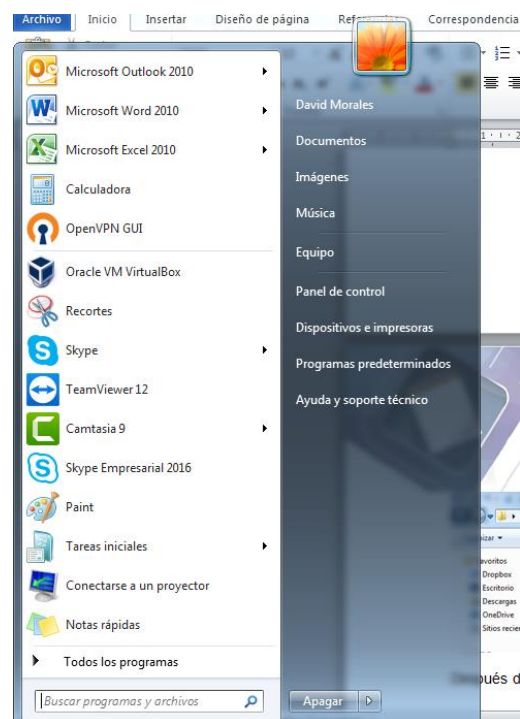 Archivo Inicio Insertar Diseño de página Correspondencia
Microsoft Outlook 2010
Microsoft Word 2010
Microsoft Excel 2010
Calculadora
OpenVPN GUI
Oracle VM VirtualBox
Recortes
Skype
TeamViewer 12
Camtasia 9
Skype Empresarial 2016
Paint
Tareas iniciales
Conectarse a un proyector
Notas rápidas
Todos los programas
Buscar programas y archivos
David Morales
Documentos
Imágenes
Música
Equipo
Panel de control
Dispositivos e impresoras
Programas predeterminados
Ayuda y soporte técnico
Apagar
Dropbox
Escritorio
Descargas
OneDrive
Sitios recie